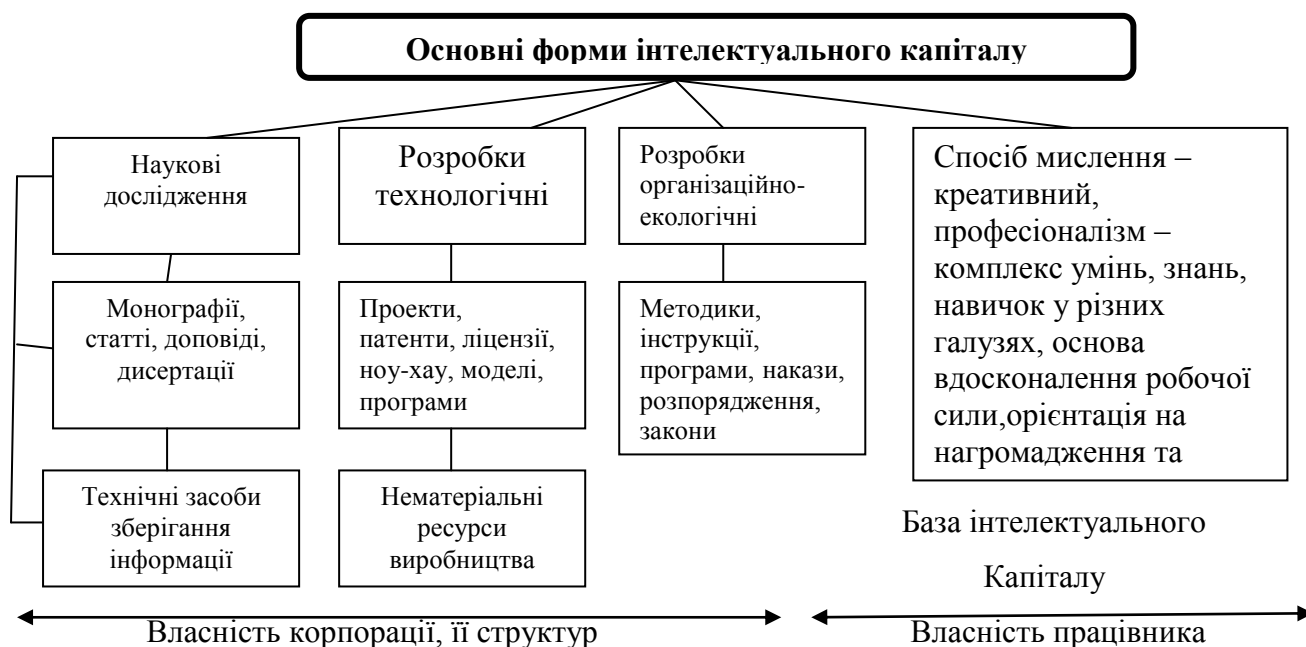 Основні форми інтелектуального капіталу
Наукові
дослідження
Розробки
технологічні
Розробки
організаційно-
екологічні
Спосіб мислення –
креативний,
професіоналізм –
комплекс умінь, знань,
навичок у різних
галузях, основа
вдосконалення робочої
сили,орієнтація на
нагромадження та
Монографії,
статті, доповіді,
дисертації
Проекти,
патенти, ліцензії,
ноу-хау, моделі,
програми
Методики,
інструкції,
програми, накази,
розпорядження,
закони
Технічні засоби
зберігання
інформації
Нематеріальні
ресурси
виробництва
База інтелектуального
Капіталу
Власність корпорації, її структур
Власність працівника